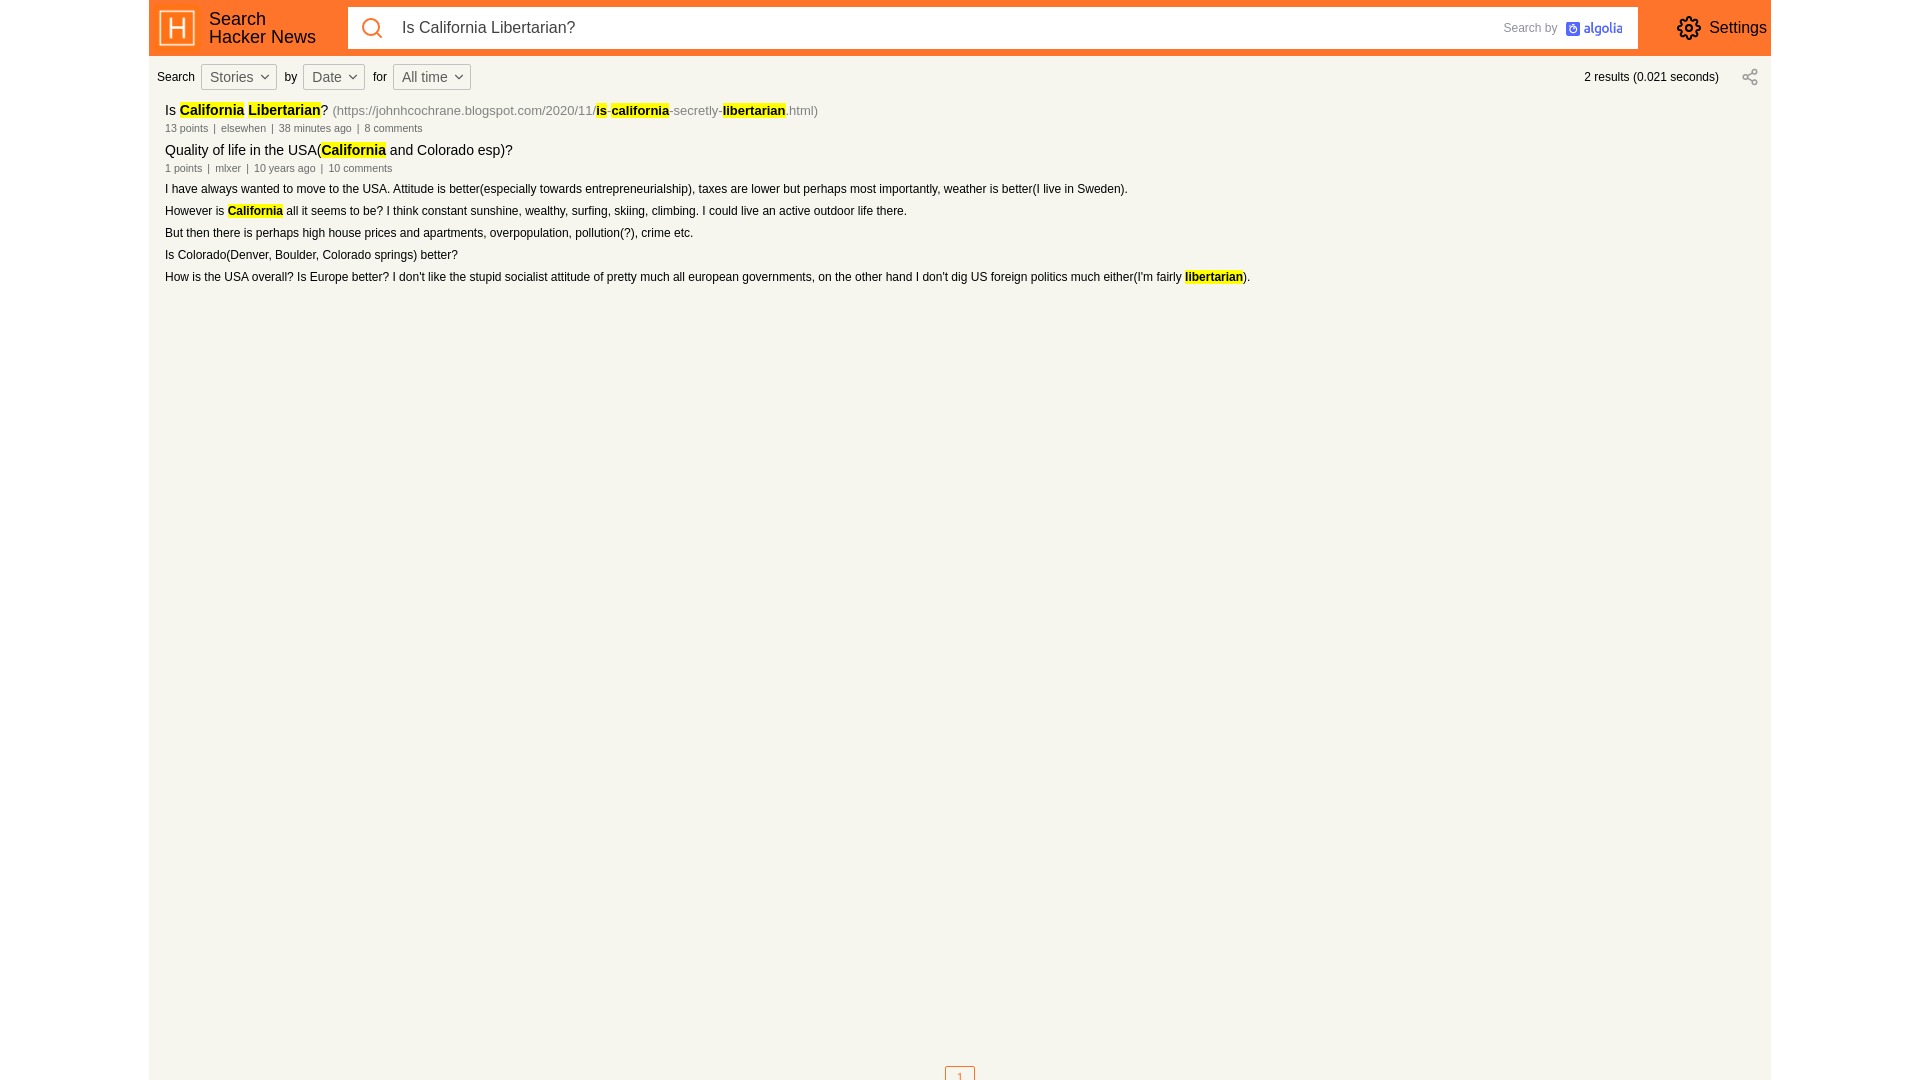 Search
Hacker News
Is California Libertarian?
Search by algolia
Settings
Search Stories by Date for All time
2 results (0.021 seconds)
Is California Libertarian? (https://johnhcochrane.blogspot.com/2020/11/is-california-secretly-libertarian.html)
13 points | elsewhen | 38 minutes ago | 8 comments
Quality of life in the USA(California and Colorado esp)?
1 points | mlxer | 10 years ago | 10 comments
I have always wanted to move to the USA. Attitude is better(especially towards entrepreneurialship), taxes are lower but perhaps most importantly, weather is better(I live in Sweden).
However is California all it seems to be? I think constant sunshine, wealthy, surfing, skiing, climbing. I could live an active outdoor life there.
But then there is perhaps high house prices and apartments, overpopulation, pollution(?), crime etc.
Is Colorado(Denver, Boulder, Colorado springs) better?
How is the USA overall? Is Europe better? I don't like the stupid socialist attitude of pretty much all european governments, on the other hand I don't dig US foreign politics much either(I'm fairly libertarian).
1